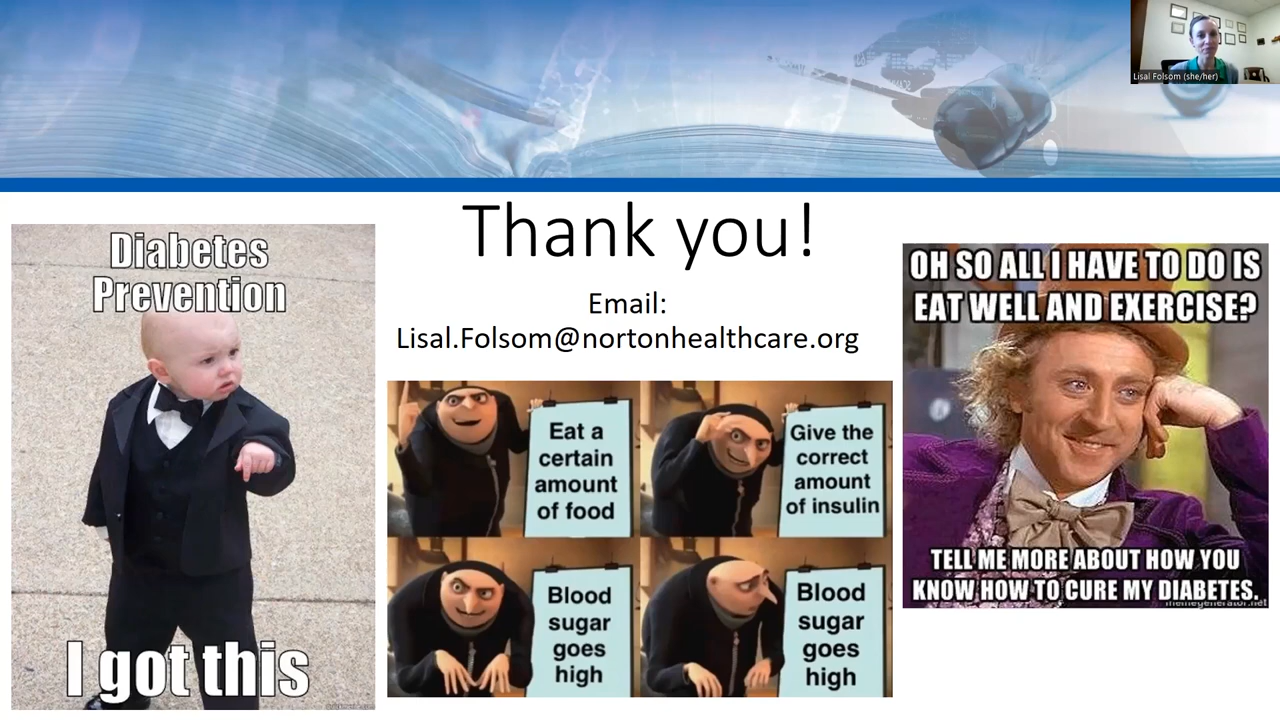 Lisal Folsom (she/her)
Thank you!
Email:
Lisal.Folsom@nortonhealthcare.org
Diabetes
Prevention
I got this
Eat a
certain
amount
of food
Give the
correct
amount
of insulin
Blood
sugar
goes
high
Blood
sugar
goes
high
OH SO ALL I HAVE TO DO IS
EAT WELL AND EXERCISE?
TELL ME MORE ABOUT HOW YOU
KNOW HOW TO CURE MY DIABETES.
memegenerator.net